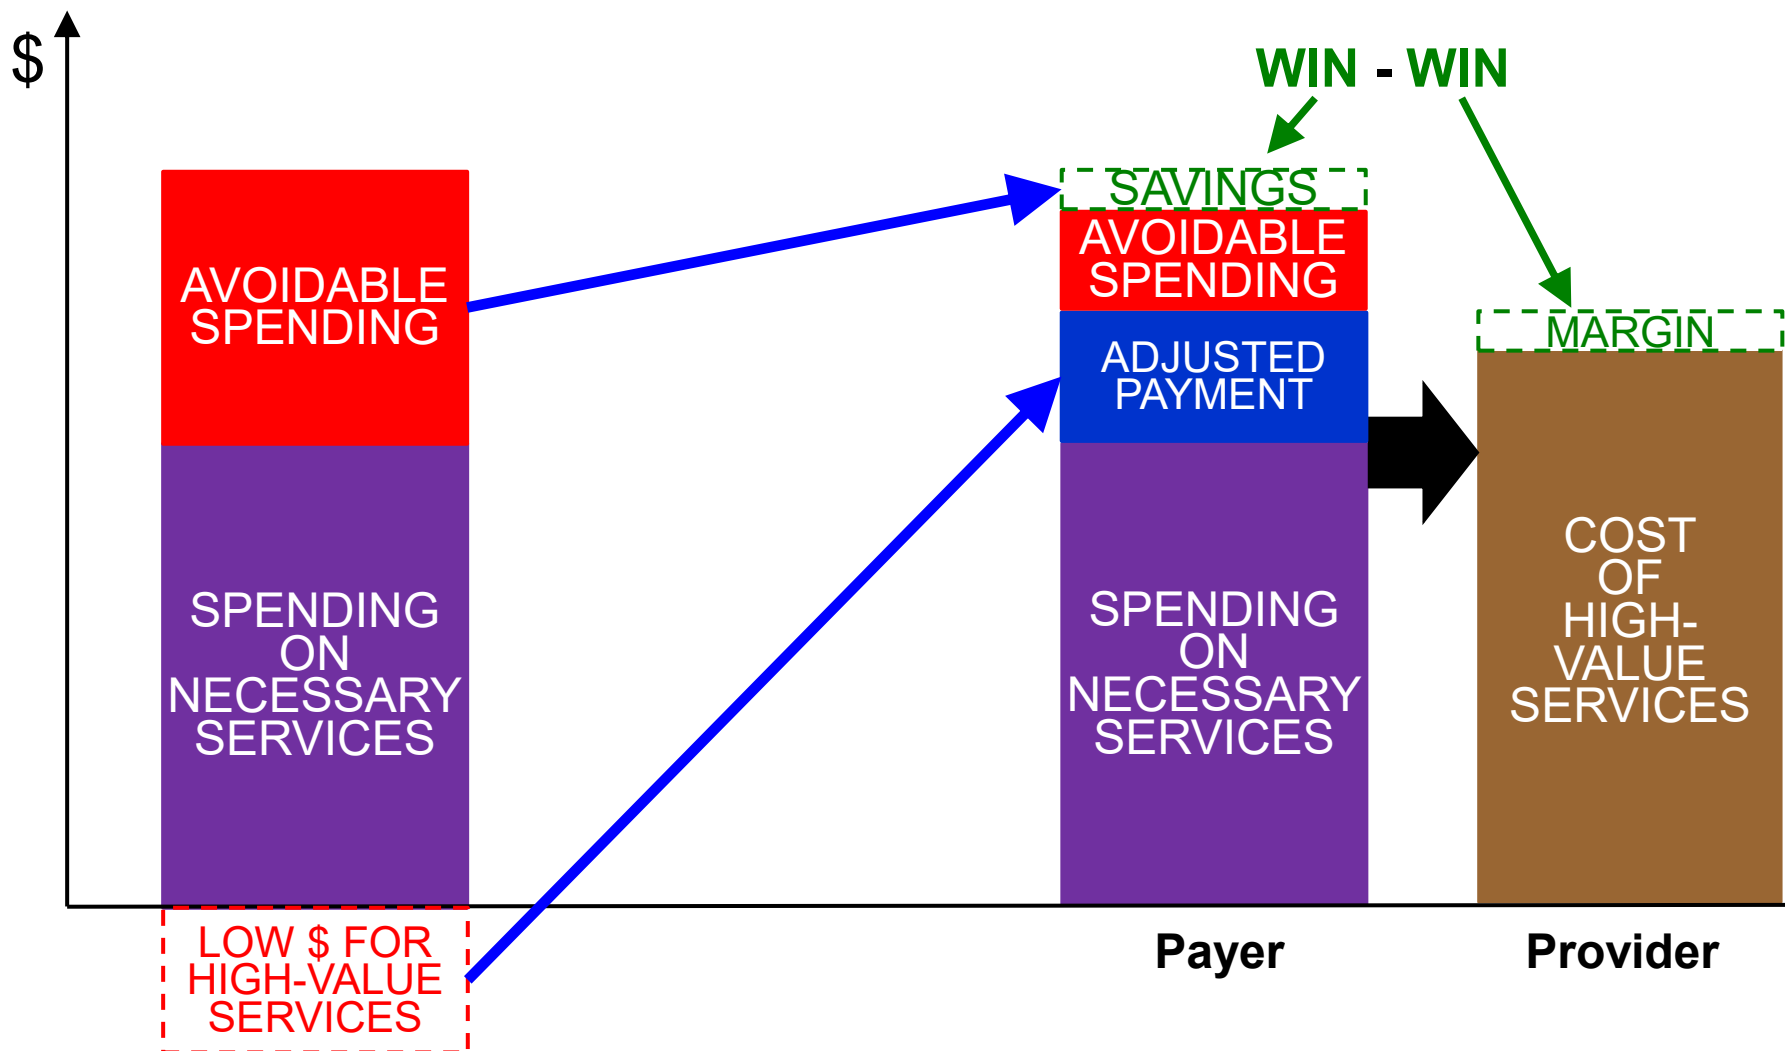 $
WIN - WIN
AVOIDABLE
SPENDING
SPENDING
ON
NECESSARY
SERVICES
LOW $ FOR
HIGH-VALUE
SERVICES
SAVINGS
AVOIDABLE
SPENDING
ADJUSTED
PAYMENT
SPENDING
ON
NECESSARY
SERVICES
Payer
MARGIN
COST
OF
HIGH-
VALUE
SERVICES
Provider